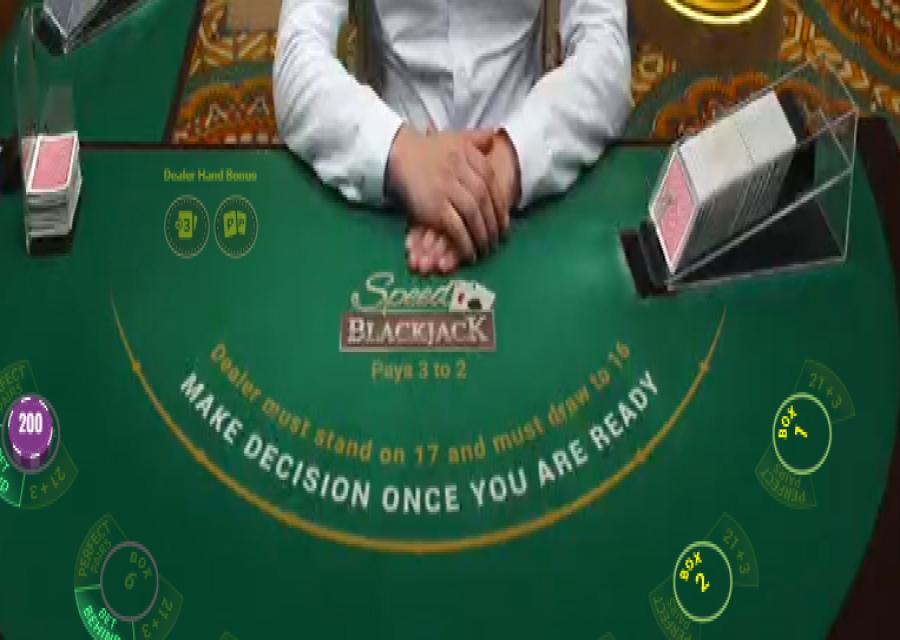 Dealer Hand Bonus
Speed
BLACKJACK
Pays 3 to 2
Dealer must stand on 17 and must draw to 16
MAKE DECISION ONCE YOU ARE READY
200
21+3
21+3
BOX
PERFECT
PAIRS
PERFECT
PAIRS
BOX
6
21+3
BET
BEHIND
21+3
BOX
2
PERFECT
PAIRS